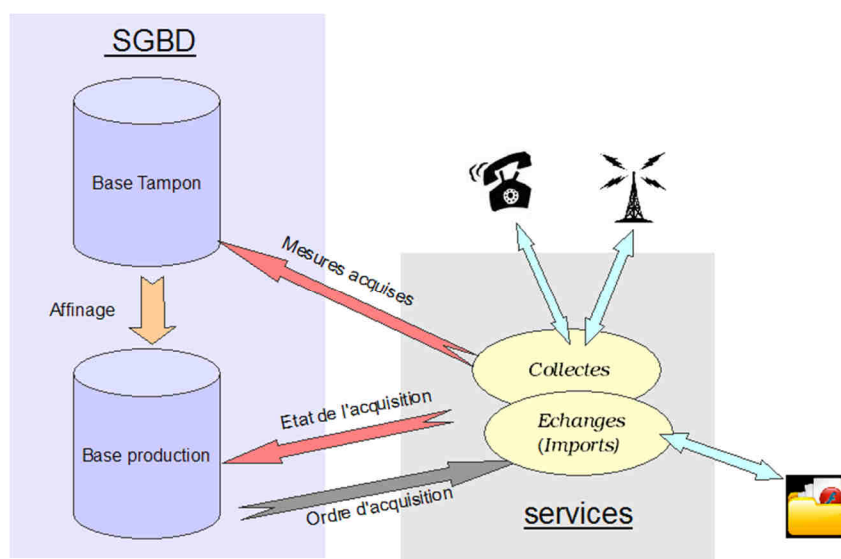 SGBD
Base Tampon
Mesures acquises
Affinage
Collectes
Etat de l'acquisition
Echanges
(Imports)
Base production
Ordre d'acquisition
services